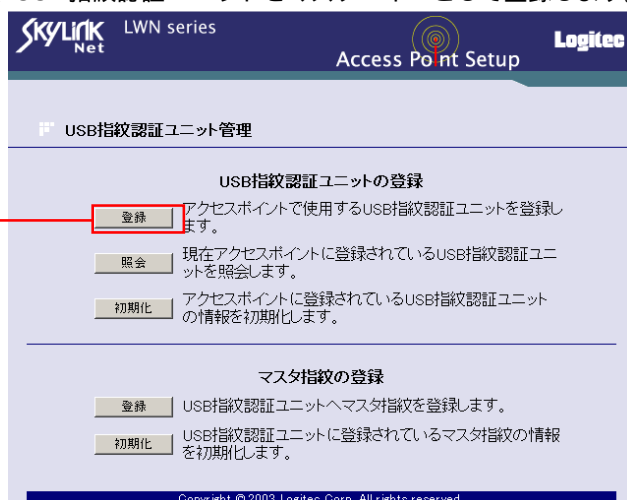 SKYLINK Net LWN series
Access Point Setup
Logitec
USB指紋認証ユニット管理
USB指紋認証ユニットの登録
登録 アクセスポイントで使用するUSB指紋認証ユニットを登録し
ます。
照会 現在アクセスポイントに登録されているUSB指紋認証ユニ
ットを照会します。
初期化 アクセスポイントに登録されているUSB指紋認証ユニット
の情報を初期化します。
マスタ指紋の登録
登録 USB指紋認証ユニットへマスタ指紋を登録します。
初期化 USB指紋認証ユニットに登録されているマスタ指紋の情報
を初期化します。
Copyright © 2003 Logitec Corp. All rights reserved